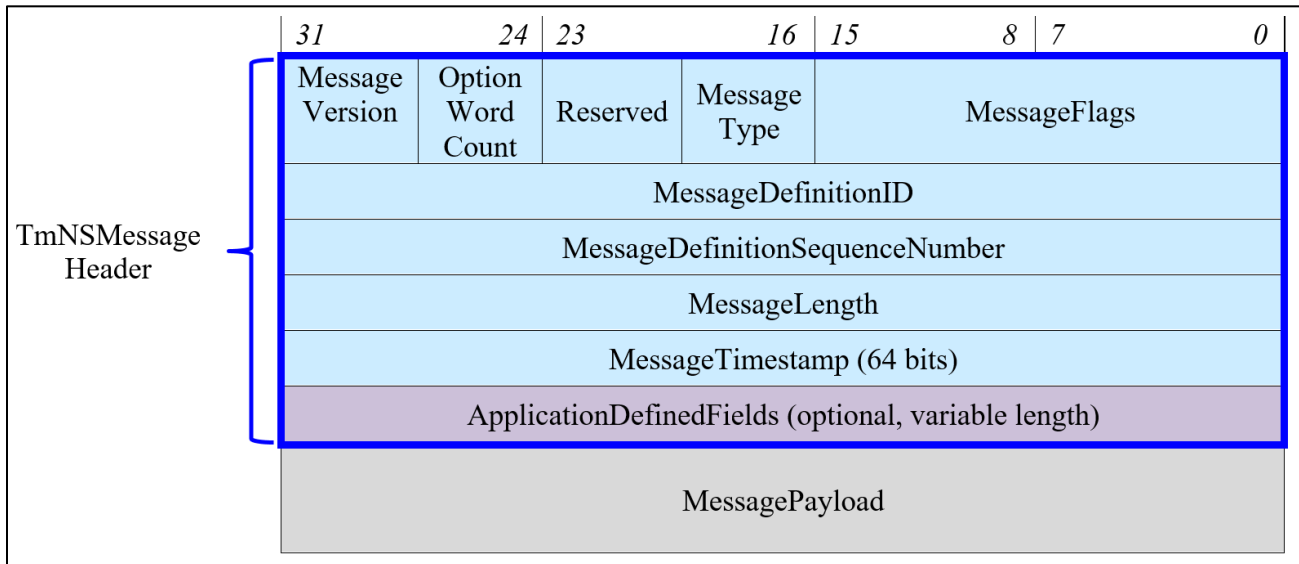 31 24 23 16 15 8 7 0
Message Version
Option Word Count
Reserved
Message Type
MessageFlags
MessageDefinitionID
MessageDefinitionSequenceNumber
TmNSMessage Header
MessageLength
MessageTimestamp (64 bits)
ApplicationDefinedFields (optional, variable length)
MessagePayload